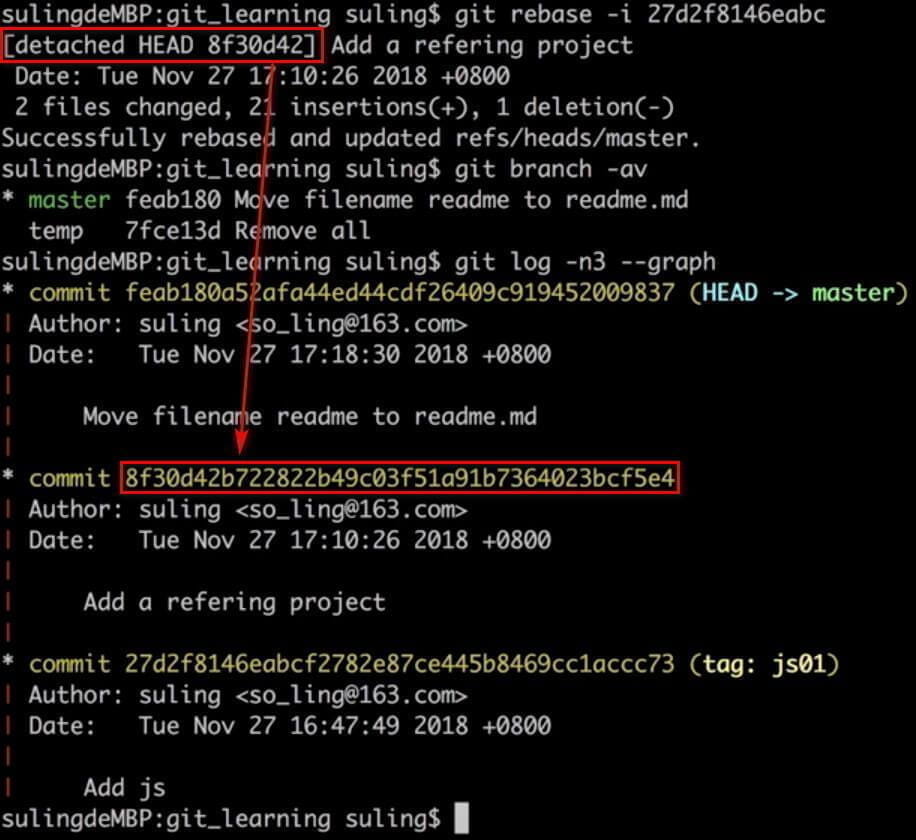 sulingdeMBP:git_learning suling$ git rebase -i 27d2f8146eabc
[detached HEAD 8f30d42] Add a refering project
Date: Tue Nov 27 17:10:26 2018 +0800
2 files changed, 21 insertions(+), 1 deletion(-)
Successfully rebased and updated refs/heads/master.
sulingdeMBP:git_learning suling$ git branch -av
* master feab180 Move filename readme to readme.md
temp 7fce13d Remove all
sulingdeMBP:git_learning suling$ git log -n3 --graph
* commit feab180a52afa44ed44cdf26409c919452009837 (HEAD -> master)
| Author: suling <so_ling@163.com>
| Date: Tue Nov 27 17:18:30 2018 +0800
|
| Move filename readme to readme.md
|
* commit 8f30d42b722822b49c03f51a91b7364023bcf5e4
| Author: suling <so_ling@163.com>
| Date: Tue Nov 27 17:10:26 2018 +0800
|
| Add a refering project
|
* commit 27d2f8146eabcf2782e87ce445b8469cc1accc73 (tag: js01)
| Author: suling <so_ling@163.com>
| Date: Tue Nov 27 16:47:49 2018 +0800
|
| Add js
sulingdeMBP:git_learning suling$